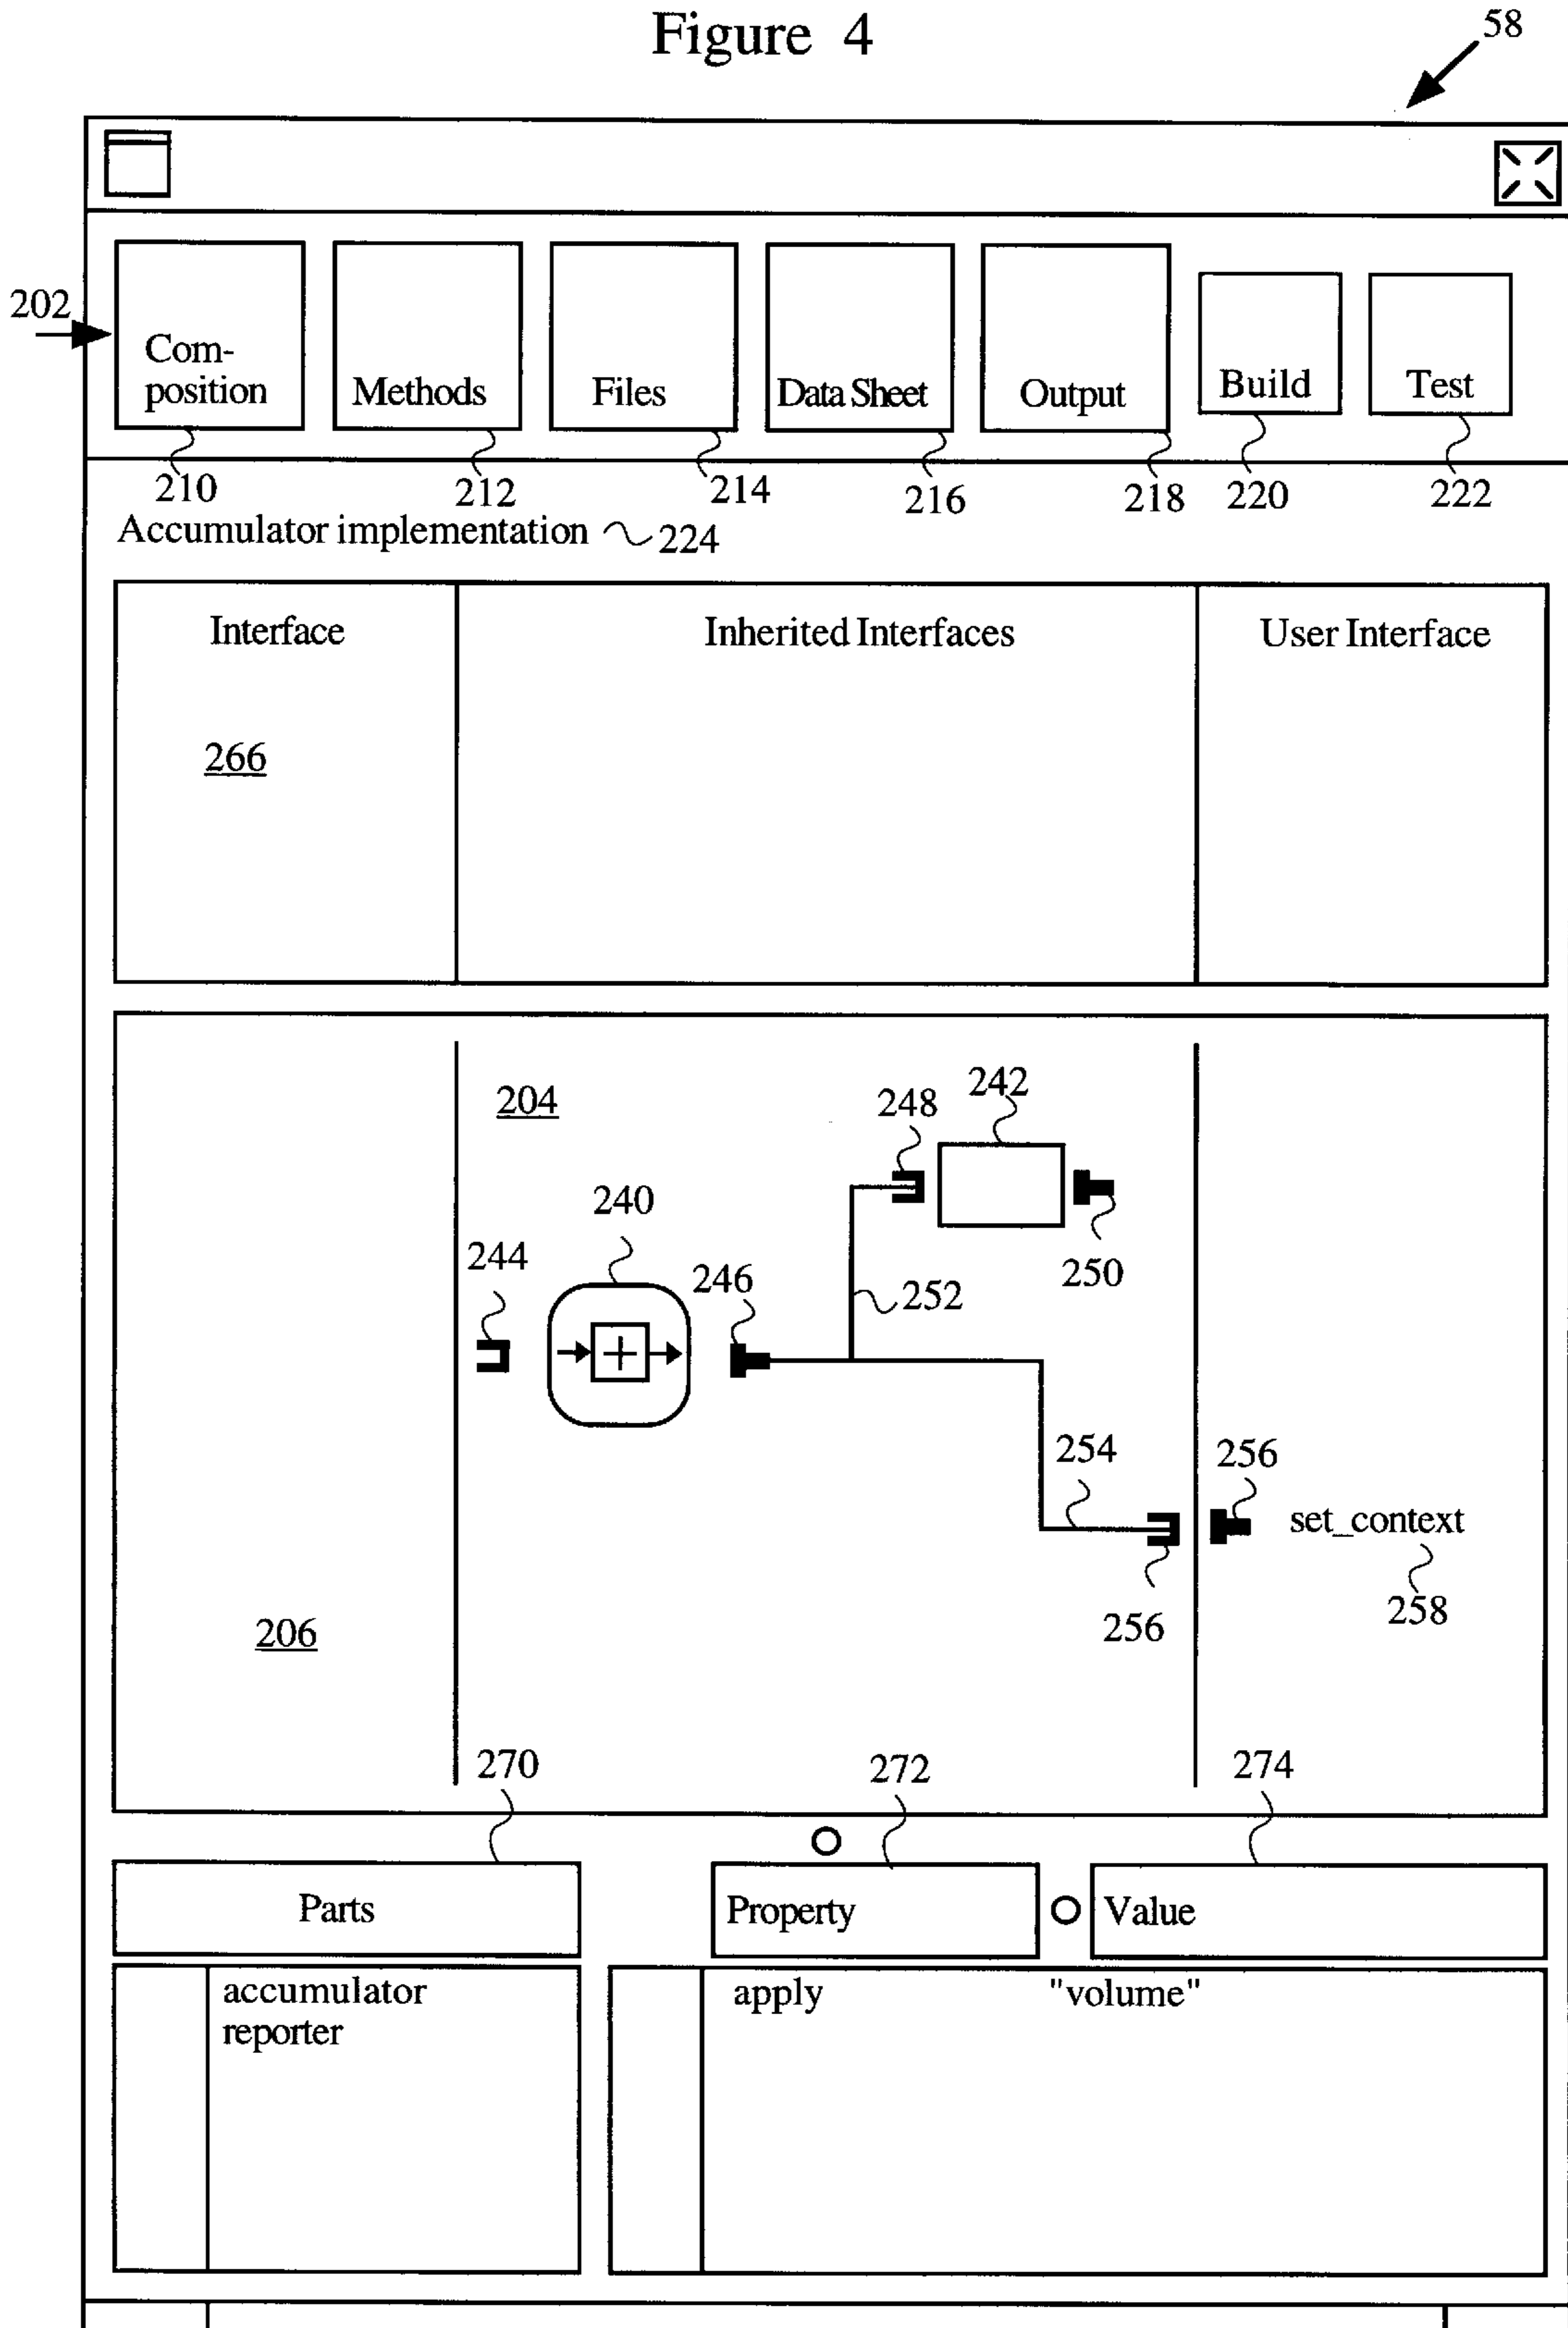 Figure 4
58
202
Com-
position
Methods
Files
Data Sheet
Output
Build
Test
210
212
214
216
218
220
222
Accumulator implementation
224
Interface
Inherited Interfaces
User Interface
266
204
248
242
240
244
246
250
252
254
256
set_context
256
258
206
270
272
274
Parts
Property
Value
accumulator
reporter
apply
"volume"